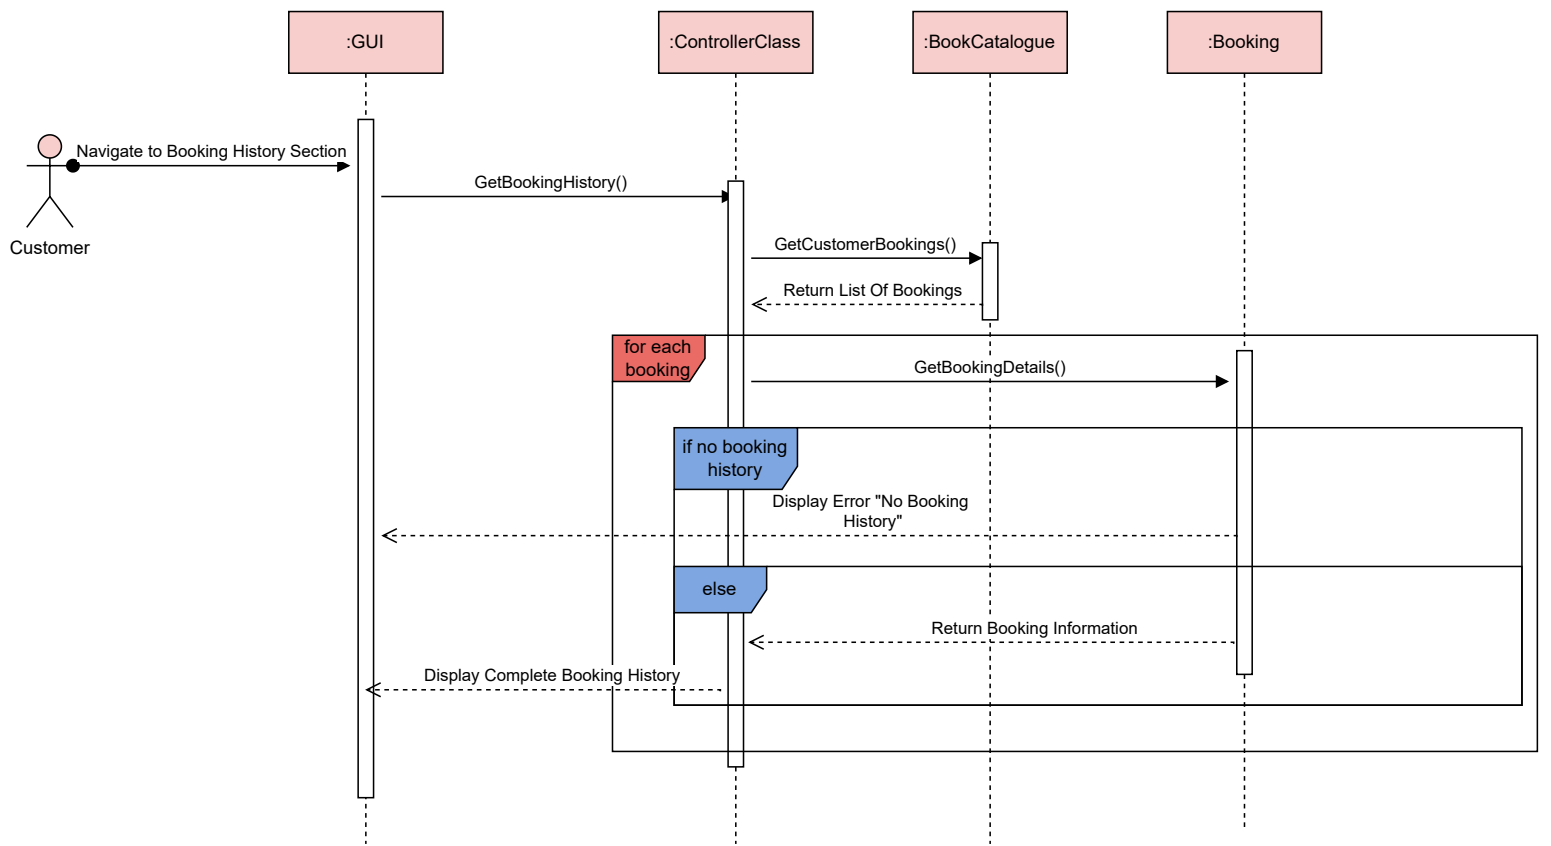 :GUI
:ControllerClass
:BookCatalogue
:Booking
Navigate to Booking History Section
GetBookingHistory()
Customer
GetCustomerBookings()
Return List Of Bookings
for each
booking
GetBookingDetails()
if no booking
history
Display Error "No Booking
History"
else
Return Booking Information
Display Complete Booking History